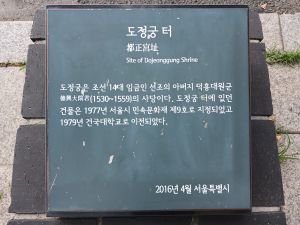 도정궁 터
都正宮址
Site of Dojeonggung Shrine
도정궁은 조선 14대 임금인 선조의 아버지 덕흥대원군
德興大院君(1530~1559)의 사당이다. 도정궁 터에 있던
건물은 1977년 서울시 민속문화재 제9호로 지정되었고
1979년 건국대학교로 이전되었다.
2016년 4월 서울특별시